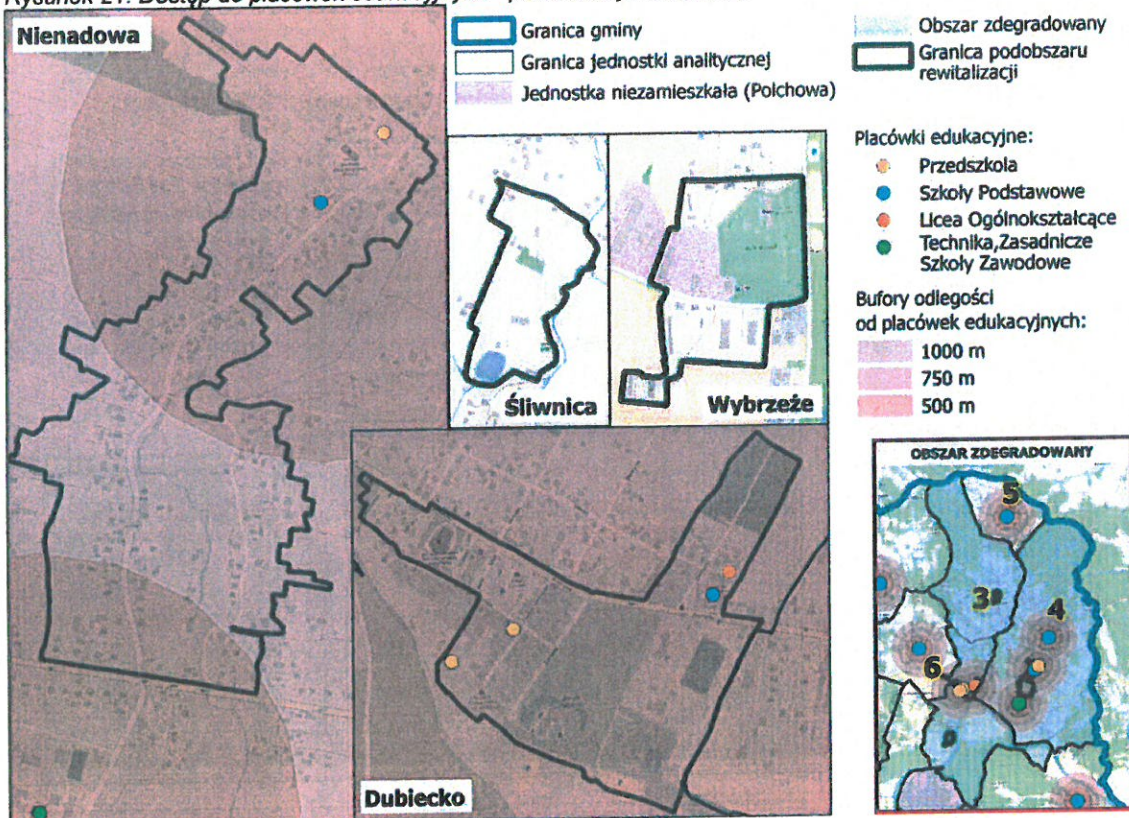 Nienadowa
Granica gminy
Granica jednostki analitycznej
Jednostka niezamieszkała (Polchowa)
Obszar zdegradowany
Granica podobszaru
rewitalizacji
Placówki edukacyjne:
Przedszkola
Szkoły Podstawowe
Licea Ogólnokształcące
Technika,Zasadnicze
Szkoły Zawodowe
Bufory odległości
od placówek edukacyjnych:
1000 m
750 m
500 m
Śliwnica
Wybrzeże
Dubiecko
OBSZAR ZDEGRADOWANY
5
3
4
6